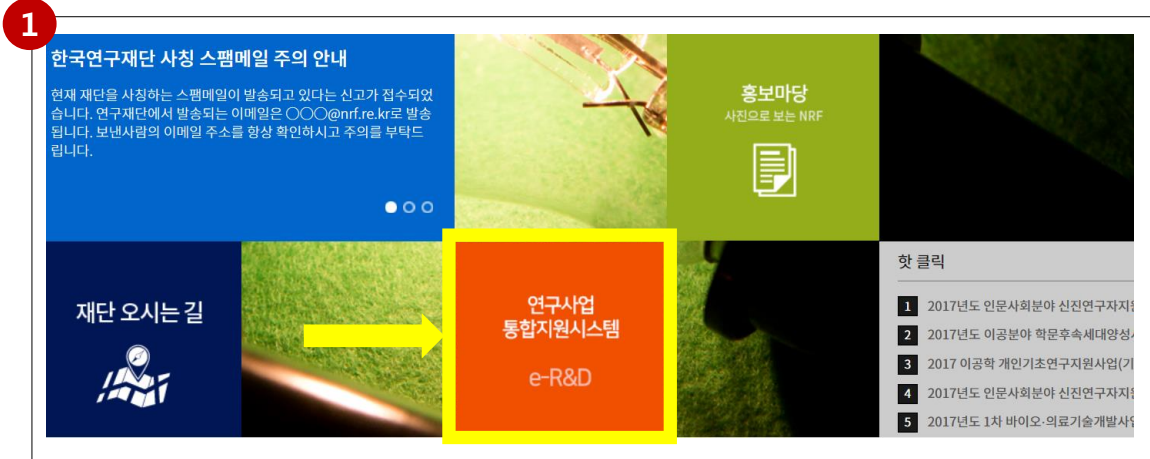 1
한국연구재단 사칭 스팸메일 주의 안내
현재 재단을 사칭하는 스팸메일이 발송되고 있다는 신고가 접수되었
습니다. 연구재단에서 발송되는 이메일은 〇〇〇@nrf.re.kr로 발송
됩니다. 보낸사람의 이메일 주소를 항상 확인하시고 주의를 부탁드
립니다.
홍보마당
사진으로 보는 NRF
재단 오시는 길
연구사업
통합지원시스템
e-R&D
핫 클릭
1 2017년도 인문사회분야 신진연구자지원
2 2017년도 이공분야 학문후속세대양성사
3 2017 이공학 개인기초연구지원사업(기
4 2017년도 인문사회분야 신진연구자지원
5 2017년도 1차 바이오·의료기술개발사업